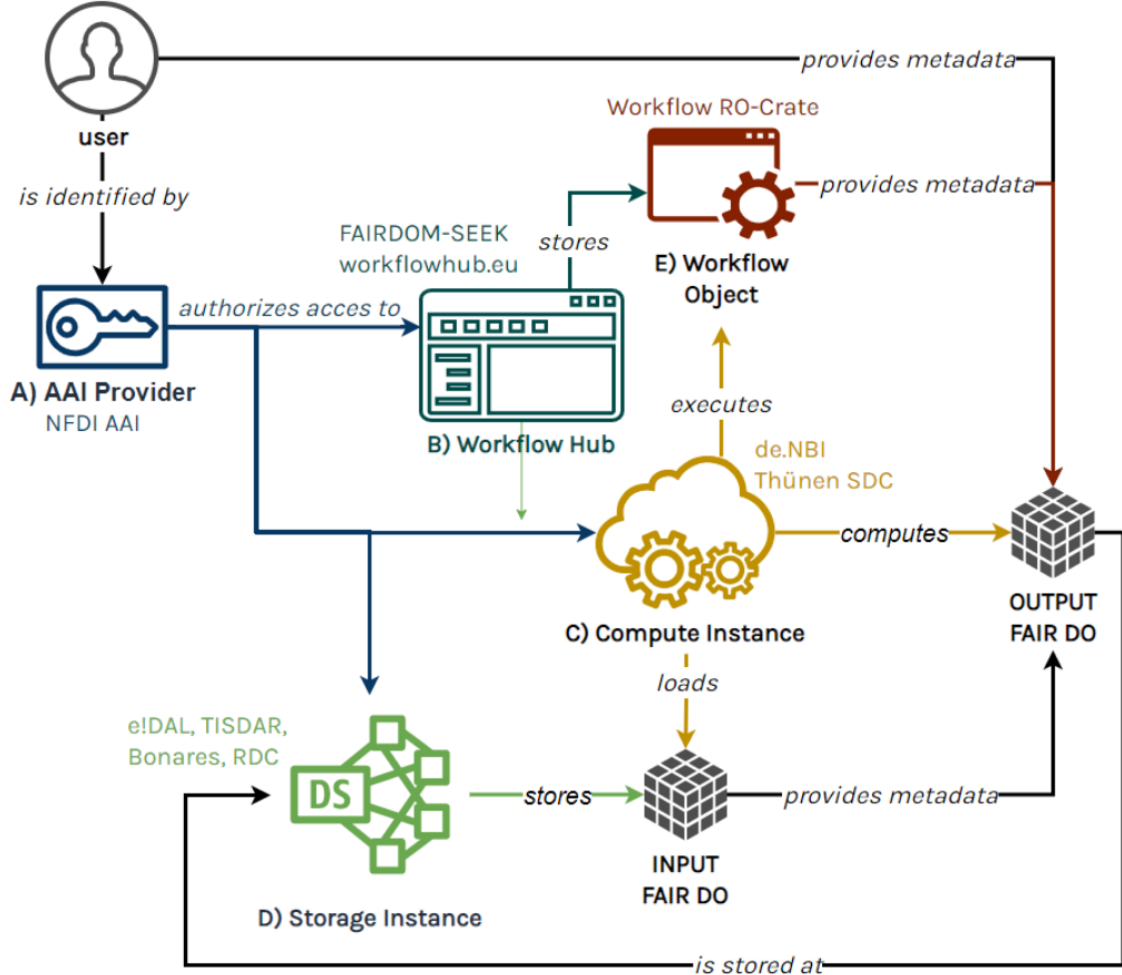 provides metadata
Workflow RO-Crate
user
is identified by
provides metadata
FAIRDOM-SEEK
workflowhub.eu
stores
E) Workflow
Object
authorizes acces to
A) AAI Provider
NFDI AAI
executes
B) Workflow Hub
de.NBI
Thünen SDC
computes
OUTPUT
FAIR DO
C) Compute Instance
loads
e!DAL, TISDAR,
Bonares, RDC
DS
stores
provides metadata
INPUT
FAIR DO
D) Storage Instance
is stored at